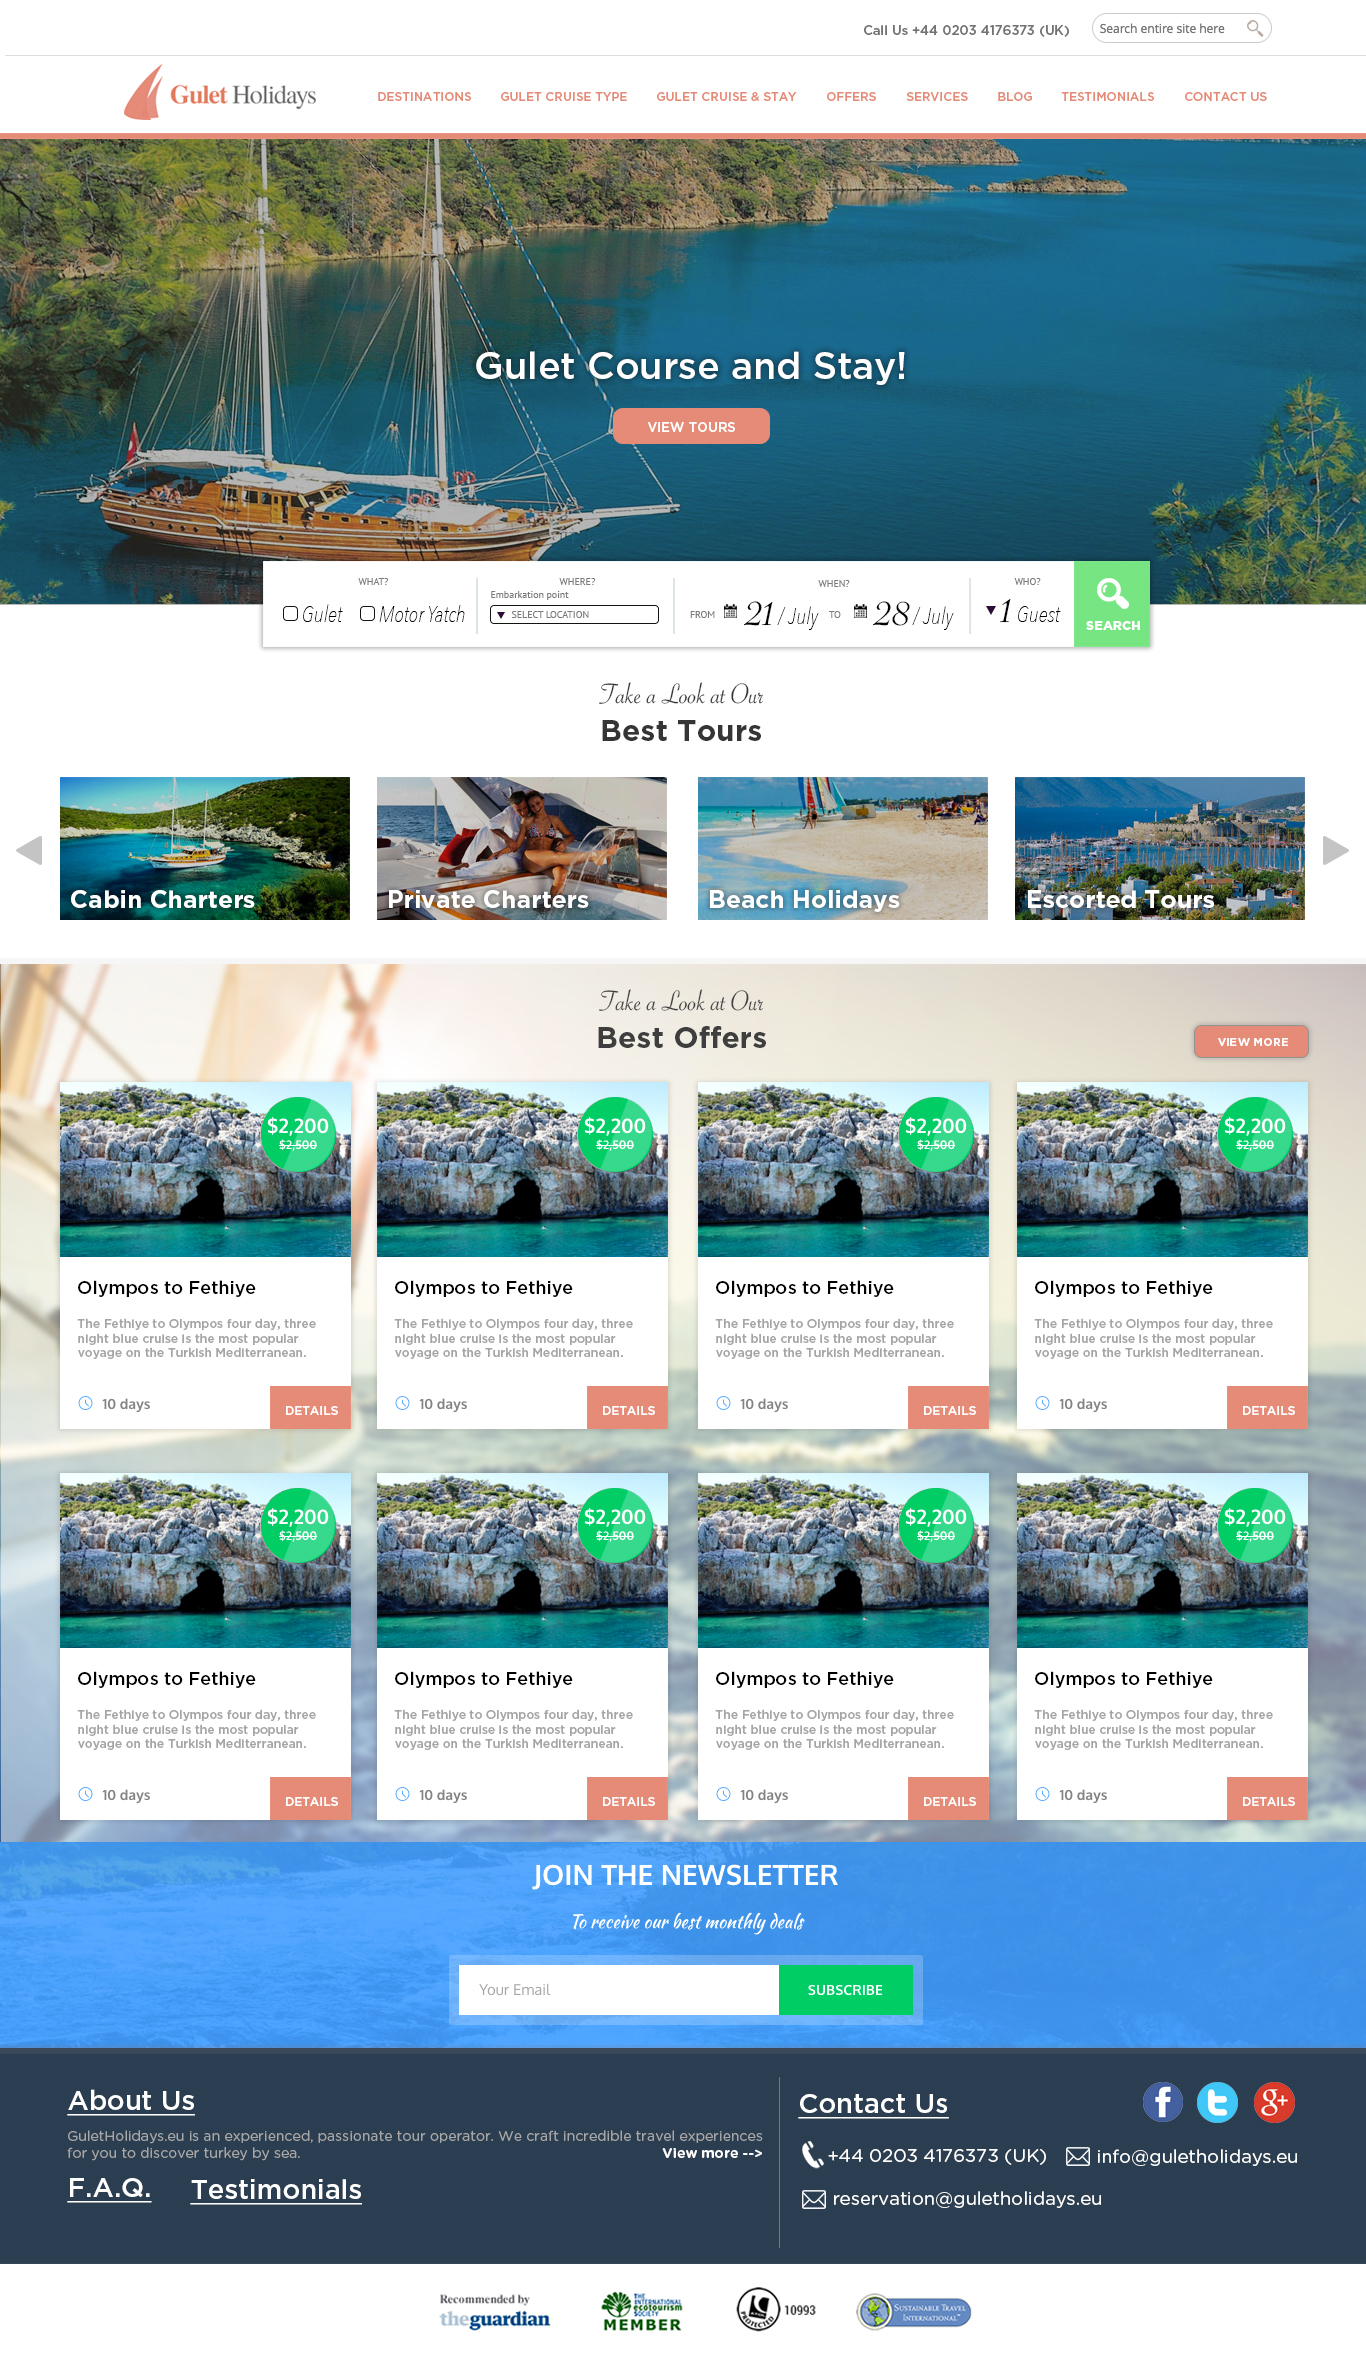 Call Us +44 0203 4176373 (UK)
Search entire site here
Gulet Holidays
DESTINATIONS GULET CRUISE TYPE GULET CRUISE & STAY OFFERS SERVICES BLOG TESTIMONIALS CONTACT US
Gulet Course and Stay!
VIEW TOURS
WHAT?
Gulet Motor Yatch
WHERE?
Embarkation point
SELECT LOCATION
WHEN?
FROM 21 / July TO 28 / July
WHO?
1 Guest
SEARCH
Take a Look at Our
Best Tours
Cabin Charters
Private Charters
Beach Holidays
Escorted Tours
Take a Look at Our
Best Offers
VIEW MORE
$2,200
$2,500
Olympos to Fethiye
The Fethiye to Olympos four day, three
night blue cruise is the most popular
voyage on the Turkish Mediterranean.
10 days
DETAILS
$2,200
$2,500
Olympos to Fethiye
The Fethiye to Olympos four day, three
night blue cruise is the most popular
voyage on the Turkish Mediterranean.
10 days
DETAILS
$2,200
$2,500
Olympos to Fethiye
The Fethiye to Olympos four day, three
night blue cruise is the most popular
voyage on the Turkish Mediterranean.
10 days
DETAILS
$2,200
$2,500
Olympos to Fethiye
The Fethiye to Olympos four day, three
night blue cruise is the most popular
voyage on the Turkish Mediterranean.
10 days
DETAILS
$2,200
$2,500
Olympos to Fethiye
The Fethiye to Olympos four day, three
night blue cruise is the most popular
voyage on the Turkish Mediterranean.
10 days
DETAILS
$2,200
$2,500
Olympos to Fethiye
The Fethiye to Olympos four day, three
night blue cruise is the most popular
voyage on the Turkish Mediterranean.
10 days
DETAILS
$2,200
$2,500
Olympos to Fethiye
The Fethiye to Olympos four day, three
night blue cruise is the most popular
voyage on the Turkish Mediterranean.
10 days
DETAILS
$2,200
$2,500
Olympos to Fethiye
The Fethiye to Olympos four day, three
night blue cruise is the most popular
voyage on the Turkish Mediterranean.
10 days
DETAILS
JOIN THE NEWSLETTER
To receive our best monthly deals
Your Email
SUBSCRIBE
About Us
GuletHolidays.eu is an experienced, passionate tour operator. We craft incredible travel experiences
for you to discover turkey by sea.
View more -->
F.A.Q.
Testimonials
Contact Us
+44 0203 4176373 (UK)
info@guletholidays.eu
reservation@guletholidays.eu
Recommended by
theguardian
THE
INTERNATIONAL
ecotourism
SOCIETY
MEMBER
PROTECTED
10993
SUSTAINABLE TRAVEL
INTERNATIONAL™